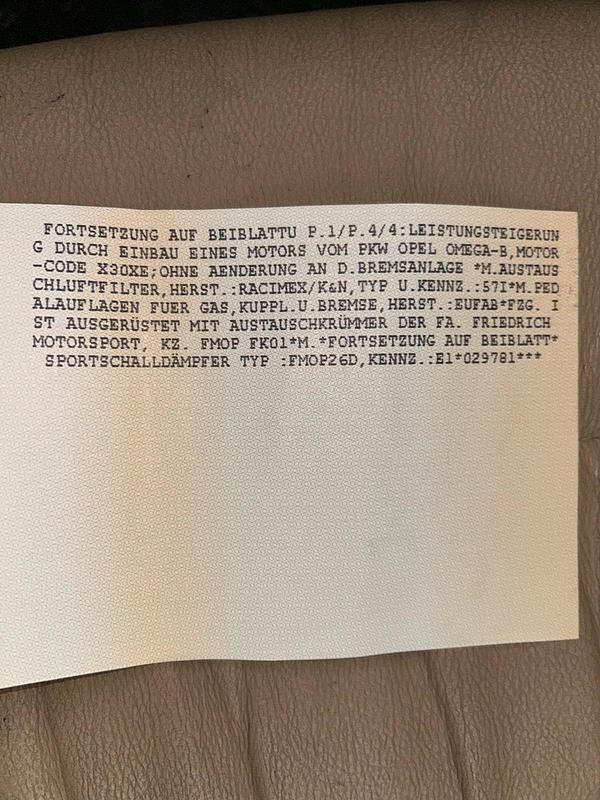 FORTSETZUNG AUF BEIBLATTU P.1/P.4/4:LEISTUNGSTEIGERUN
G DURCH EINBAU EINES MOTORS VOM PKW OPEL OMEGA-B,MOTOR
-CODE X30XE;OHNE AENDERUNG AN D.BREMSANLAGE *M.AUSTAUS
CHLUFTFILTER,HERST.:RACIMEX/K&N,TYP U.KENNZ.:57I*M.PED
ALAUFLAGEN FUER GAS,KUPPL.U.BREMSE,HERST.:EUFAB*FZG. I
ST AUSGERÜSTET MIT AUSTAUSCHKRÜMMER DER FA. FRIEDRICH
MOTORSPORT, KZ. FMOP FK01*M.*FORTSETZUNG AUF BEIBLATT*
SPORTSCHALLDÄMPFER TYP :FMOP26D,KENNZ.:E1*029781***